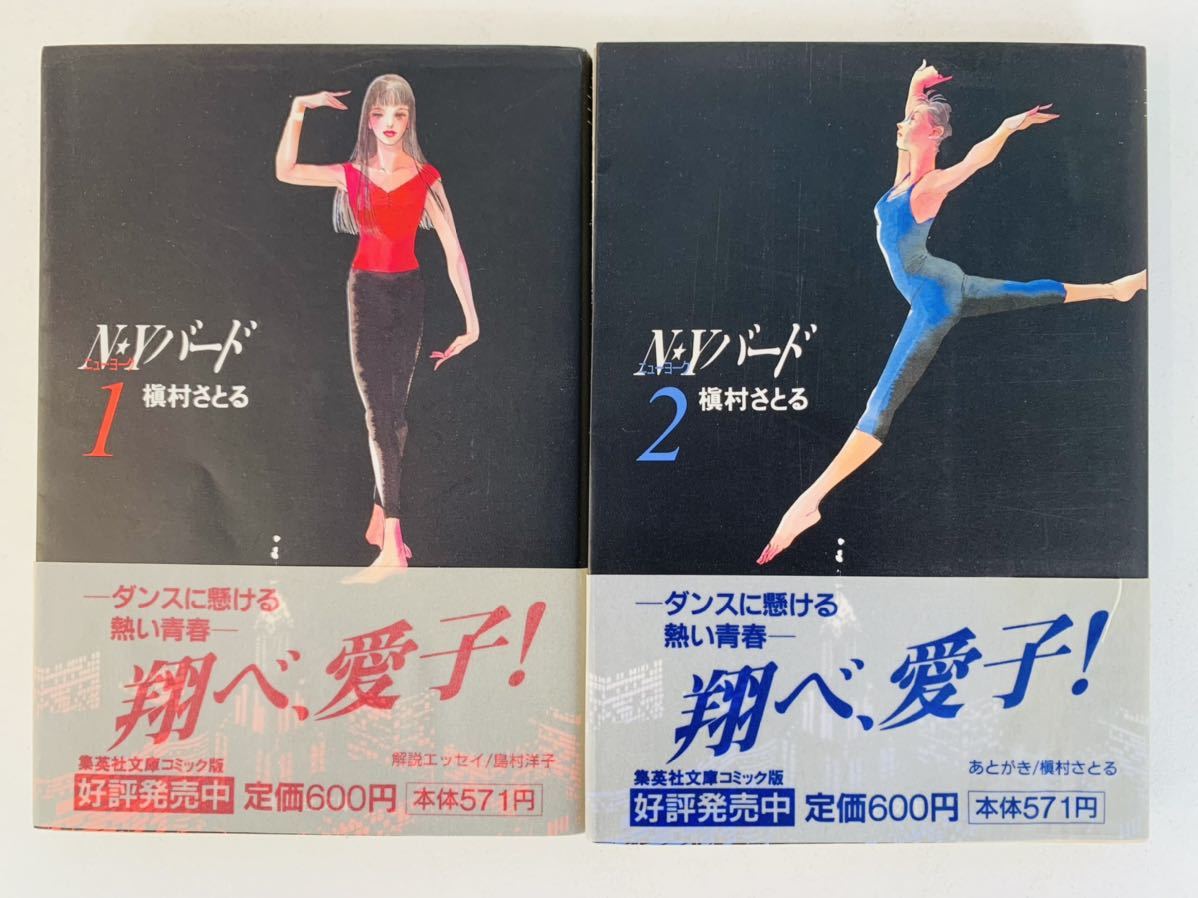 N★Yバード
ニューヨーク
1
槇村さとる
―ダンスに懸ける
熱い青春―
翔べ、愛子!
解説エッセイ/島村洋子
集英社文庫コミック版
好評発売中 定価600円 本体571円
N★Yバード
ニューヨーク
2
槇村さとる
―ダンスに懸ける
熱い青春―
翔べ、愛子!
あとがき/槇村さとる
集英社文庫コミック版
好評発売中 定価600円 本体571円